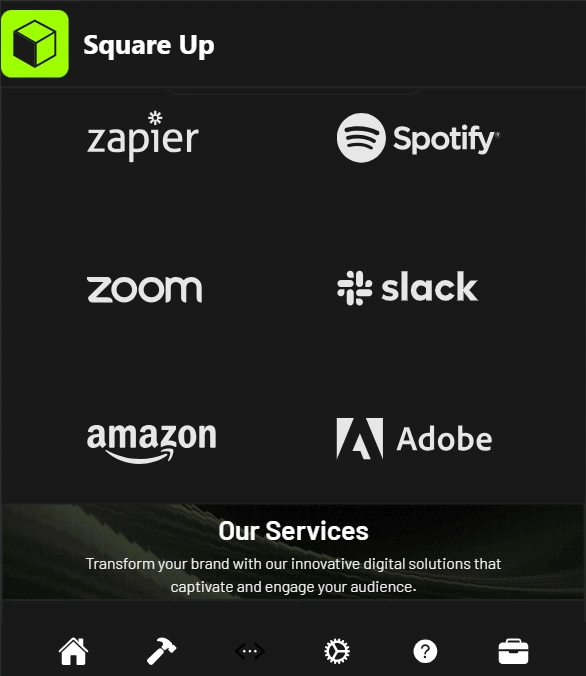 Square Up
zapier
Spotify®
zoom
slack
amazon
Adobe
Our Services
Transform your brand with our innovative digital solutions that
captivate and engage your audience.
?